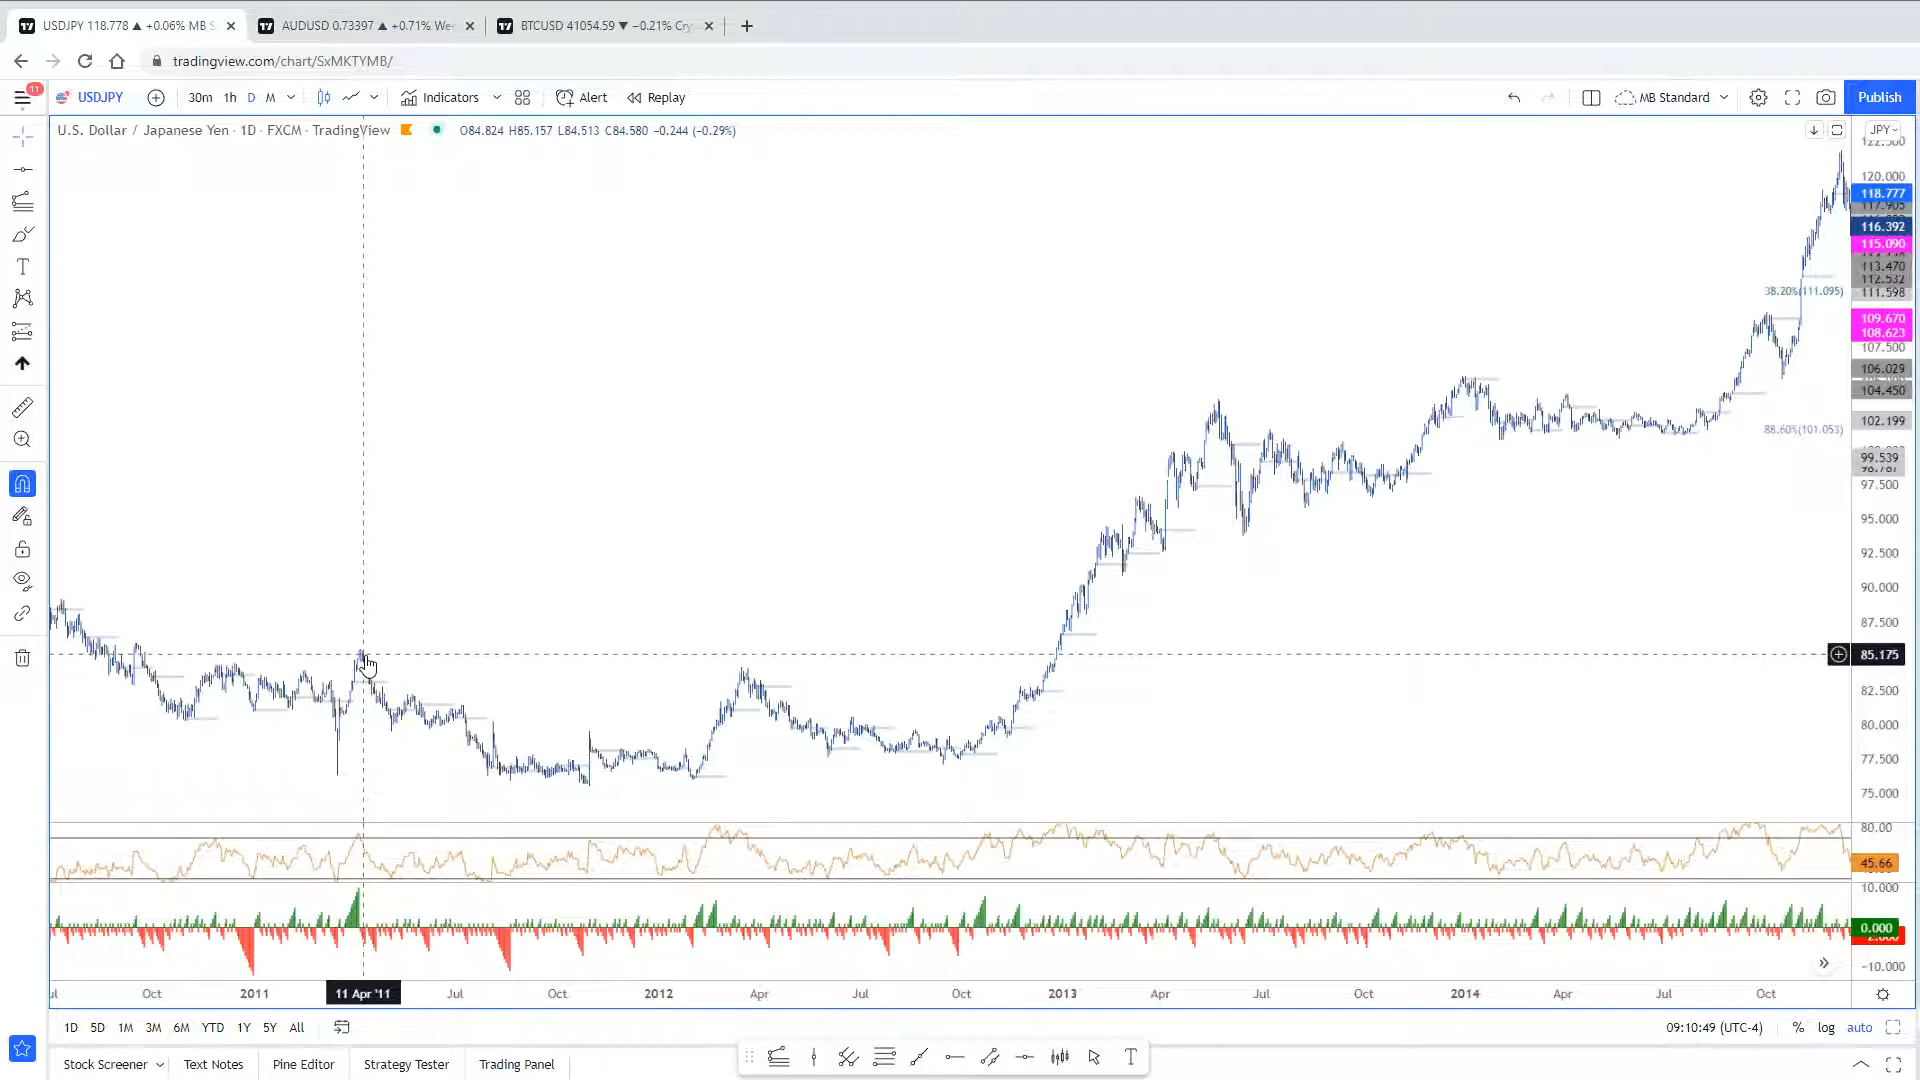 USDJPY 118.778 ▲ +0.06% MB S
AUDUSD 0.73397 ▲ +0.71% We
BTCUSD 41054.59 ▼ −0.21% Cry
tradingview.com/chart/SxMKTYMB/
11
USDJPY
30m 1h D M
Indicators
Alert
Replay
MB Standard
Publish
U.S. Dollar / Japanese Yen · 1D · FXCM · TradingView
O84.824 H85.157 L84.513 C84.580 −0.244 (−0.29%)
JPY
122.500
120.000
118.777
117.905
116.392
115.090
113.470
112.532
38.20%(111.095)
111.598
109.670
108.623
107.500
106.029
104.450
102.199
88.60%(101.053)
99.539
97.500
95.000
92.500
90.000
87.500
85.175
82.500
80.000
77.500
75.000
80.00
45.66
10.000
0.000
−10.000
Oct 2011 11 Apr '11 Jul Oct 2012 Apr Jul Oct 2013 Apr Jul Oct 2014 Apr Jul Oct
1D 5D 1M 3M 6M YTD 1Y 5Y All
09:10:49 (UTC-4) % log auto
Stock Screener Text Notes Pine Editor Strategy Tester Trading Panel